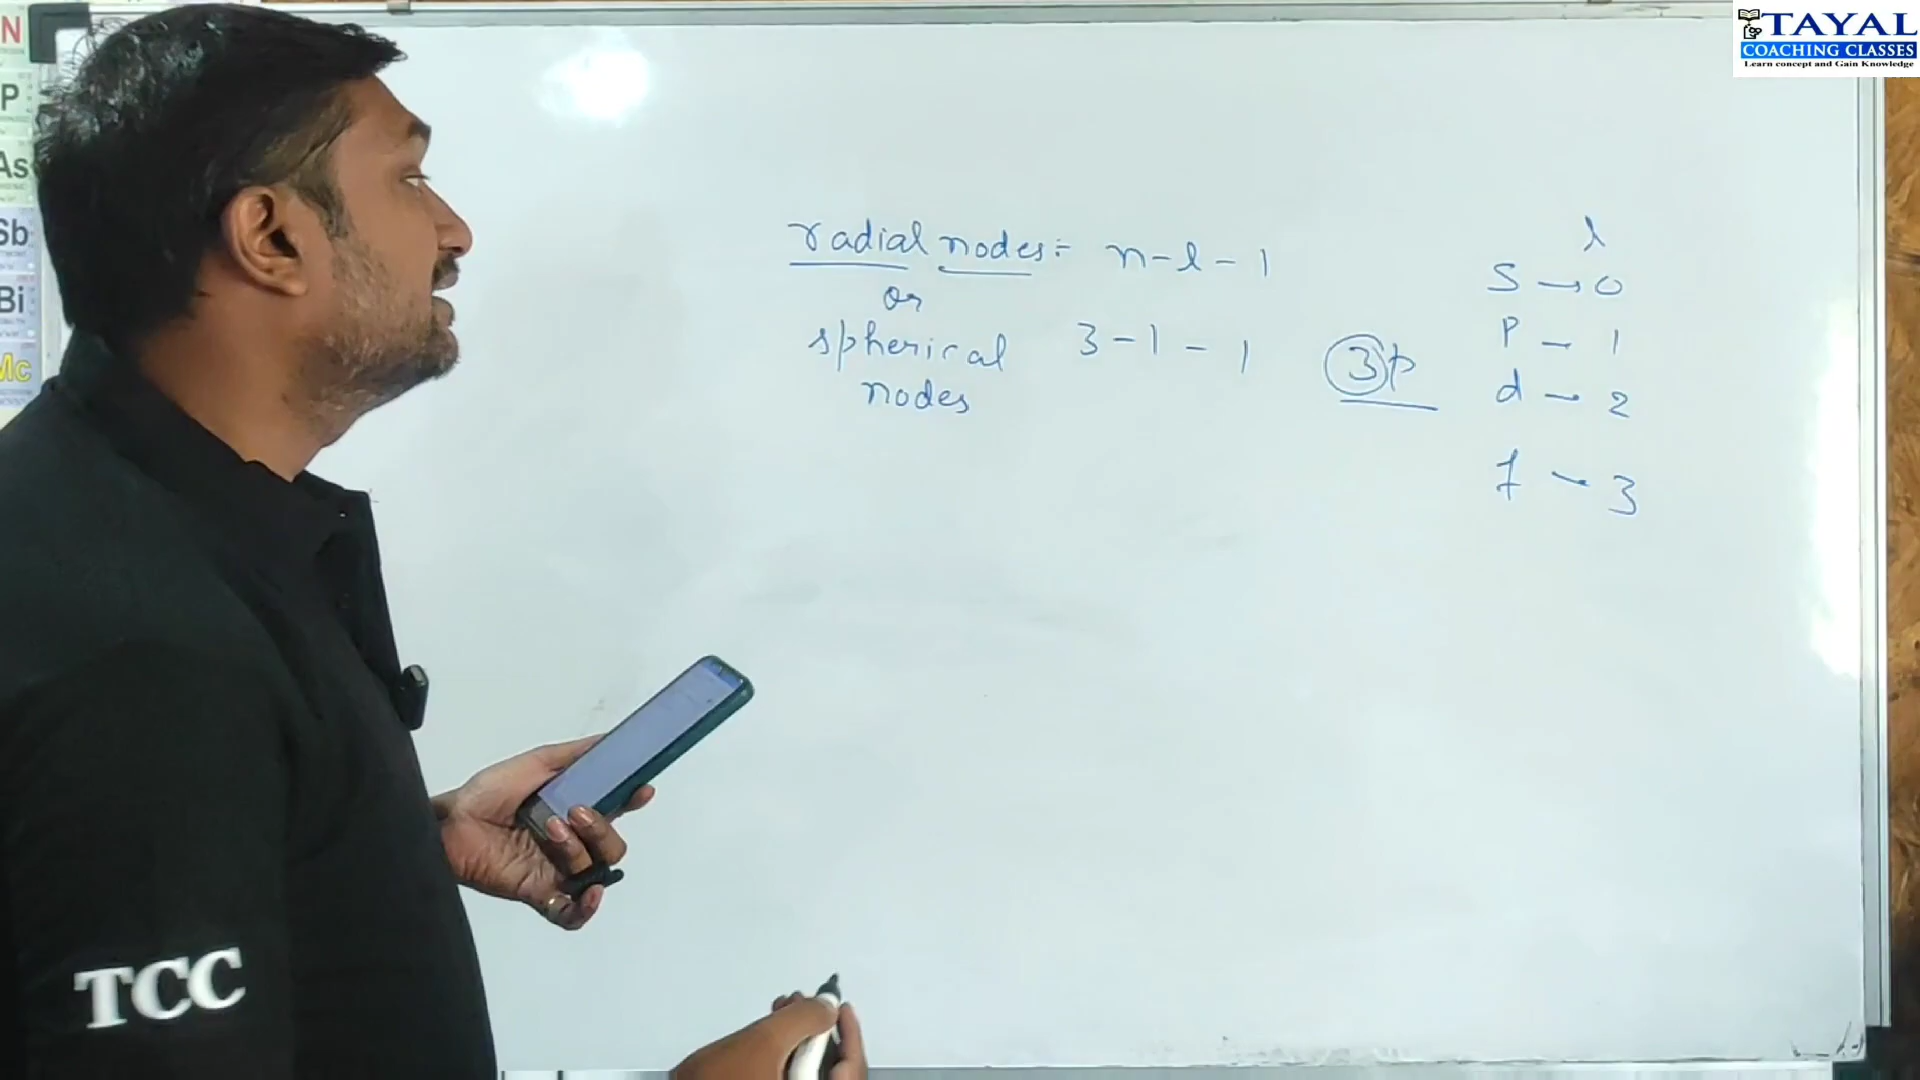 TAYAL
COACHING CLASSES
Learn concept and Gain Knowledge
N
P
As
Sb
Bi
Mc
radial nodes:- n-l-1
or
spherical
nodes
3-1-1
3p
l
S → 0
P - 1
d - 2
f - 3
TCC